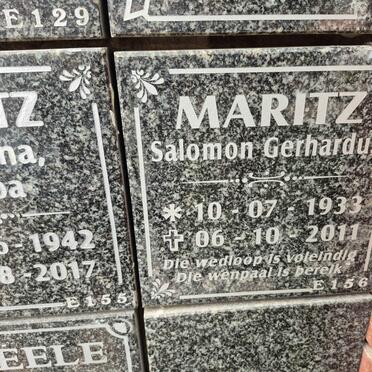 E129
TZ
na,
ba
-1942
8-2017
E155
MARITZ
Salomon Gerhardu
* 10 - 07 - 1933
✝ 06 - 10 - 2011
Die wedloop is voleindig
Die wenpaal is bereik
E156
EELE